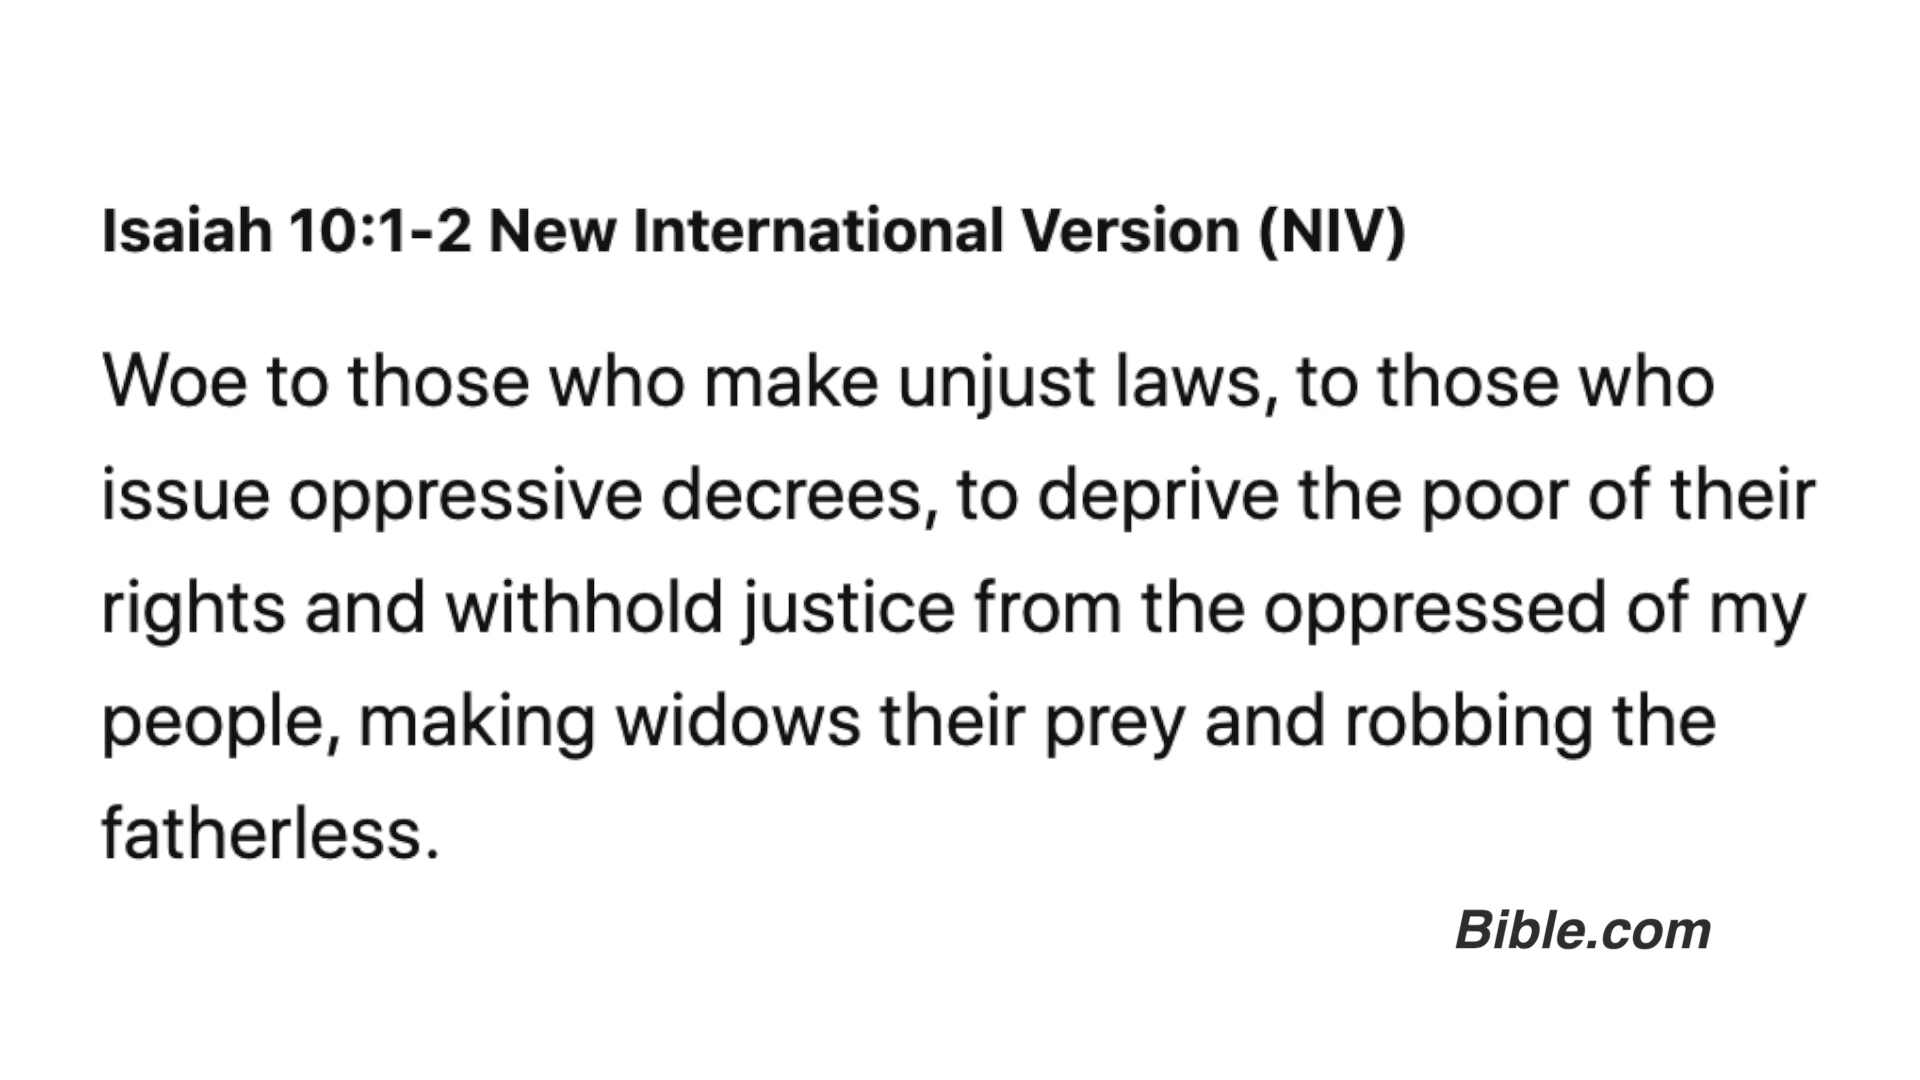 Isaiah 10:1-2 New International Version (NIV)
Woe to those who make unjust laws, to those who
issue oppressive decrees, to deprive the poor of their
rights and withhold justice from the oppressed of my
people, making widows their prey and robbing the
fatherless.
Bible.com